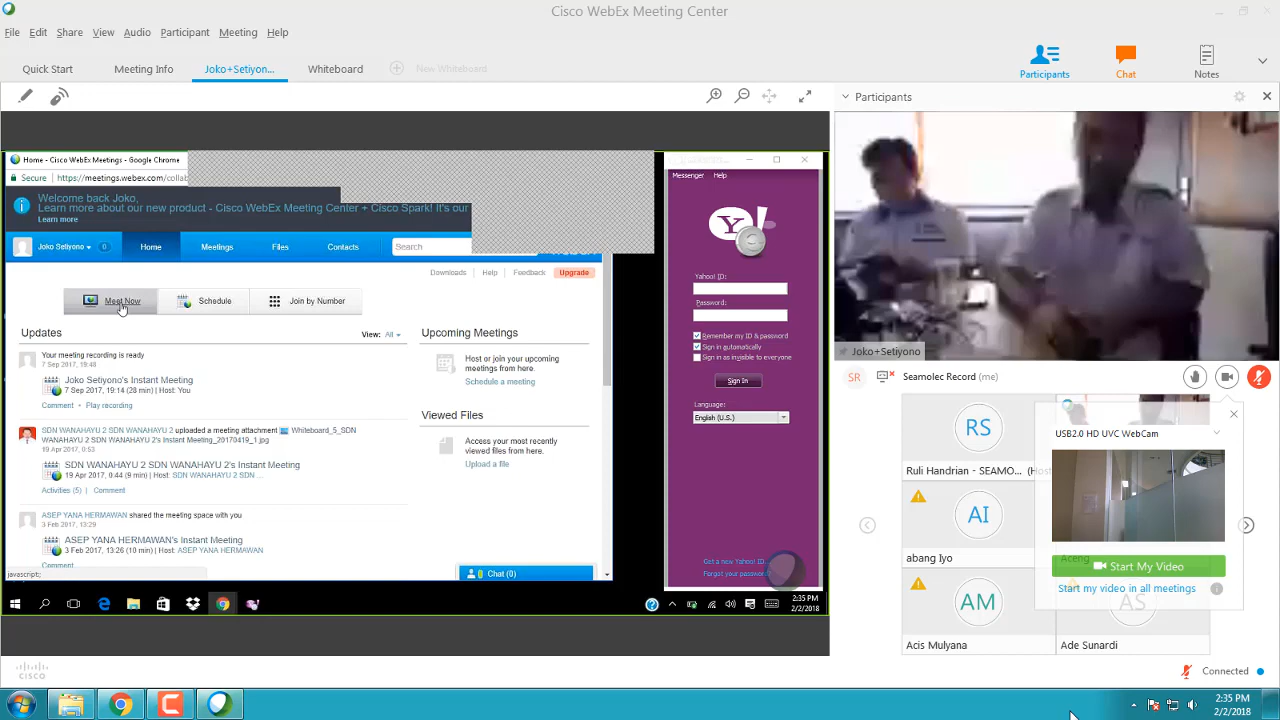 Cisco WebEx Meeting Center
File Edit Share View Audio Participant Meeting Help
Quick Start
Meeting Info
Joko+Setiyon...
Whiteboard
New Whiteboard
Participants
Chat
Notes
Participants
Home - Cisco WebEx Meetings - Google Chrome
Secure
https://meetings.webex.com/collab
Welcome back Joko,
Learn more about our new product - Cisco WebEx Meeting Center + Cisco Spark! It's our
Learn more
Joko Setiyono
0
Home
Meetings
Files
Contacts
Search
Downloads
Help
Feedback
Upgrade
Meet Now
Schedule
Join by Number
Updates
View: All
Your meeting recording is ready
7 Sep 2017, 19:48
Joko Setiyono's Instant Meeting
7 Sep 2017, 19:14 (28 min) | Host: You
Comment · Play recording
SDN WANAHAYU 2 SDN WANAHAYU 2 uploaded a meeting attachment Whiteboard_5_SDN
WANAHAYU 2 SDN WANAHAYU 2's Instant Meeting_20170419_1.jpg
19 Apr 2017, 0:53
SDN WANAHAYU 2 SDN WANAHAYU 2's Instant Meeting
19 Apr 2017, 0:44 (9 min) | Host: SDN WANAHAYU 2 SDN ...
Activities (5) | Comment
ASEP YANA HERMAWAN shared the meeting space with you
3 Feb 2017, 13:29
ASEP YANA HERMAWAN's Instant Meeting
3 Feb 2017, 13:26 (10 min) | Host: ASEP YANA HERMAWAN
Comment
javascript:;
Upcoming Meetings
Host or join your upcoming
meetings from here.
Schedule a meeting
Viewed Files
Access your most recently
viewed files from here.
Upload a file
Chat (0)
Messenger Help
Y!
Yahoo! ID:
Password:
Remember my ID & password
Sign in automatically
Sign in as invisible to everyone
Sign In
Language:
English (U.S.)
Get a new Yahoo! ID...
Forgot your password
2:35 PM
2/2/2018
Joko+Setiyono
SR
Seamolec Record (me)
RS
Ruli Handrian - SEAMO... (Host
AI
abang Iyo
AM
Acis Mulyana
USB2.0 HD UVC WebCam
Aceng
Start My Video
Start my video in all meetings
AS
Ade Sunardi
CISCO
Connected
2:35 PM
2/2/2018